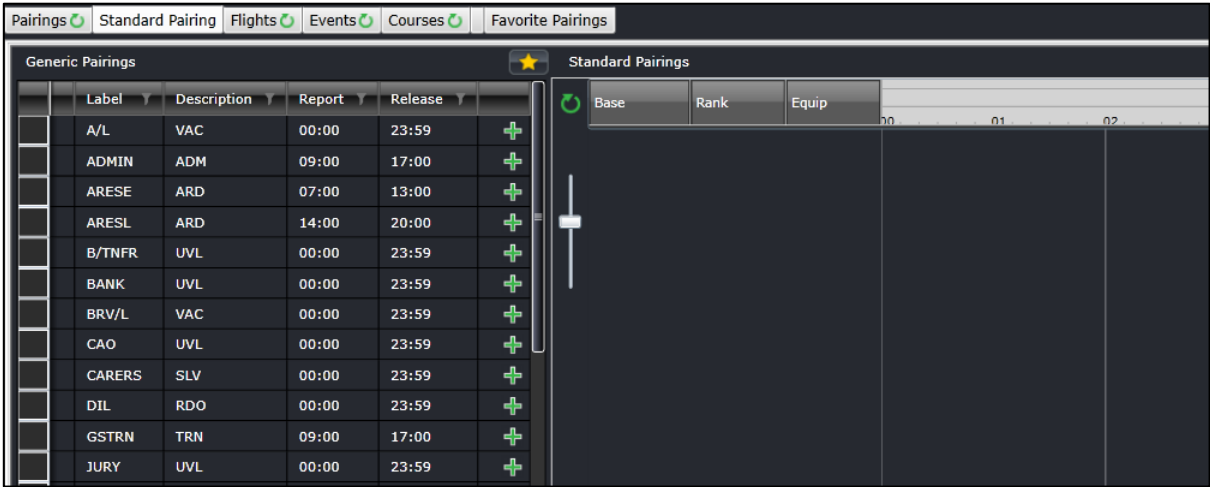 Pairings Standard Pairing Flights Events Courses Favorite Pairings
Generic Pairings Standard Pairings
Label Description Report Release Base Rank Equip
00 01 02
A/L VAC 00:00 23:59
ADMIN ADM 09:00 17:00
ARESE ARD 07:00 13:00
ARESL ARD 14:00 20:00
B/TNFR UVL 00:00 23:59
BANK UVL 00:00 23:59
BRV/L VAC 00:00 23:59
CAO UVL 00:00 23:59
CARERS SLV 00:00 23:59
DIL RDO 00:00 23:59
GSTRN TRN 09:00 17:00
JURY UVL 00:00 23:59